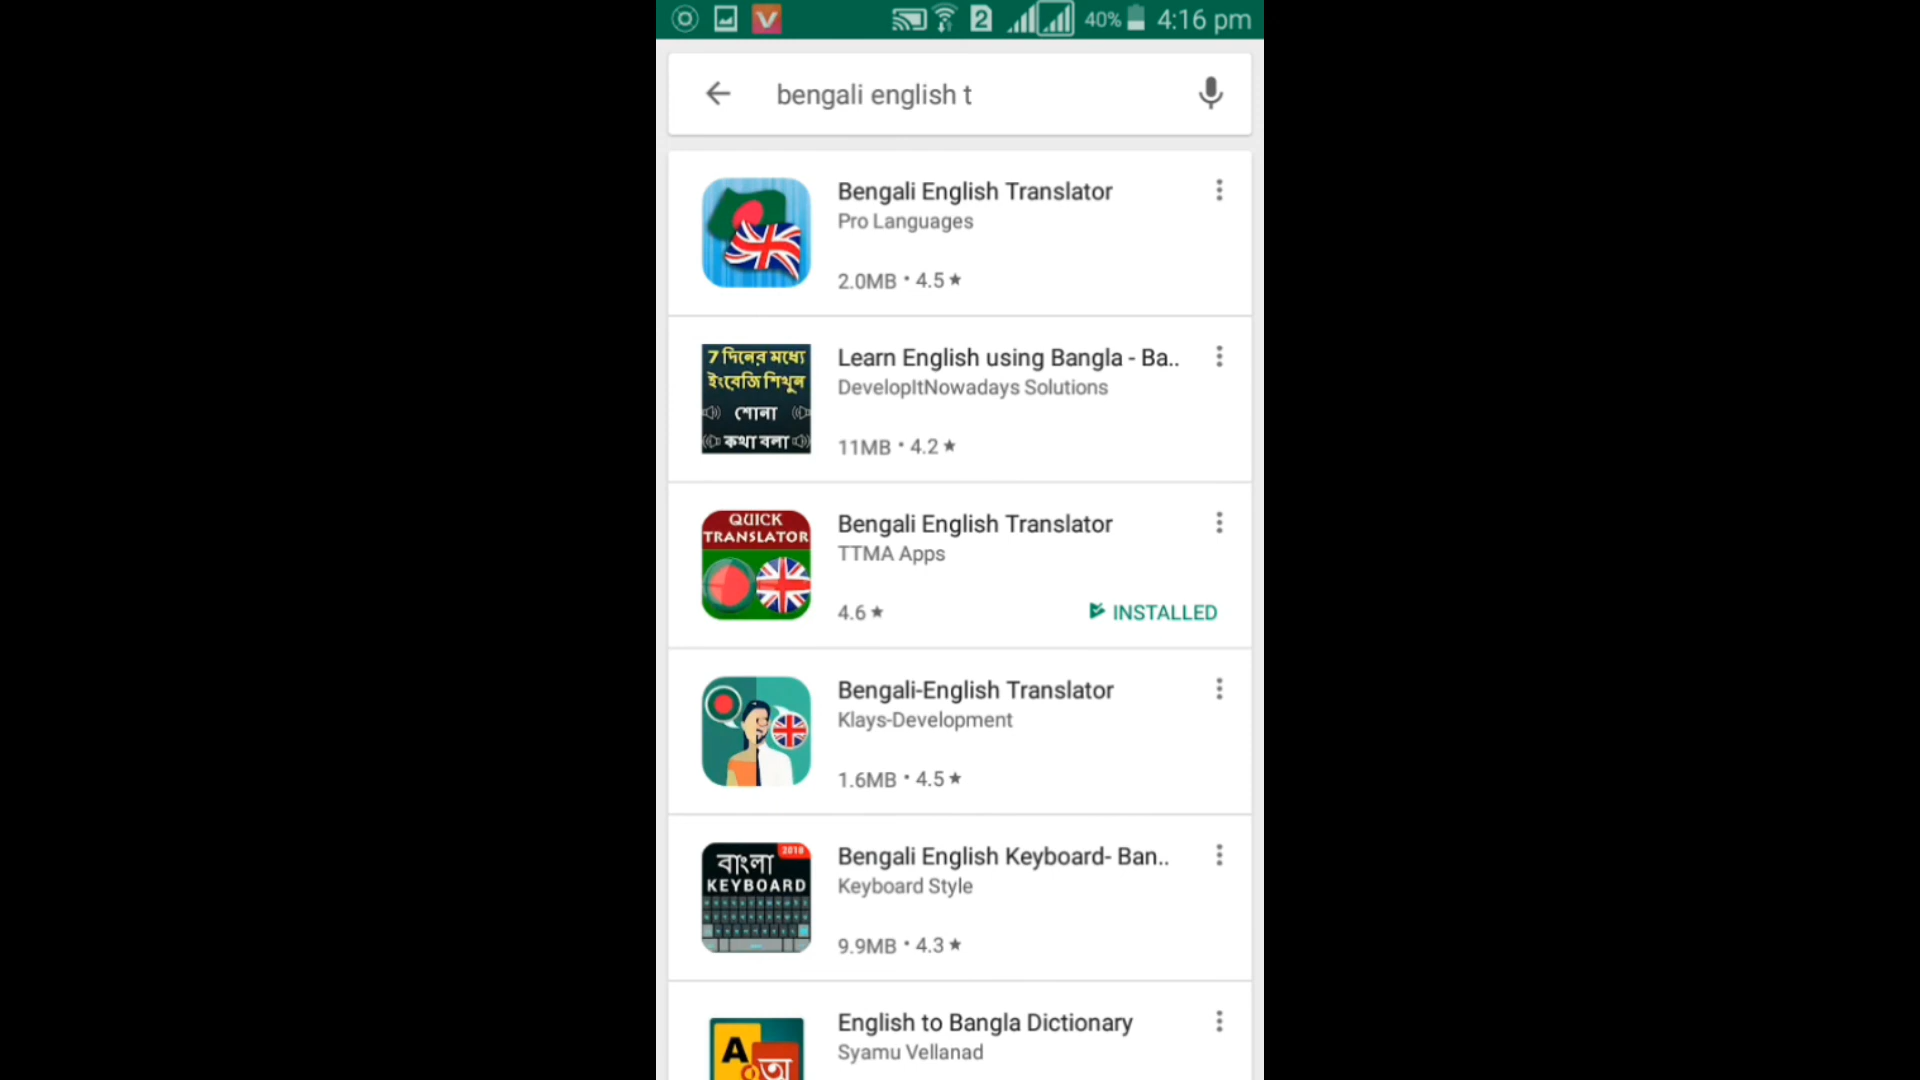 2
40%
4:16 pm
bengali english t
Bengali English Translator
Pro Languages
2.0MB • 4.5 ★
7 দিনের মধ্যে
ইংরেজি শিখুন
শোনা
কথা বলা
Learn English using Bangla - Ba..
DevelopItNowadays Solutions
11MB • 4.2 ★
QUICK
TRANSLATOR
Bengali English Translator
TTMA Apps
4.6 ★
INSTALLED
Bengali-English Translator
Klays-Development
1.6MB • 4.5 ★
2018
বাংলা
KEYBOARD
Bengali English Keyboard- Ban..
Keyboard Style
9.9MB • 4.3 ★
A
অ
English to Bangla Dictionary
Syamu Vellanad